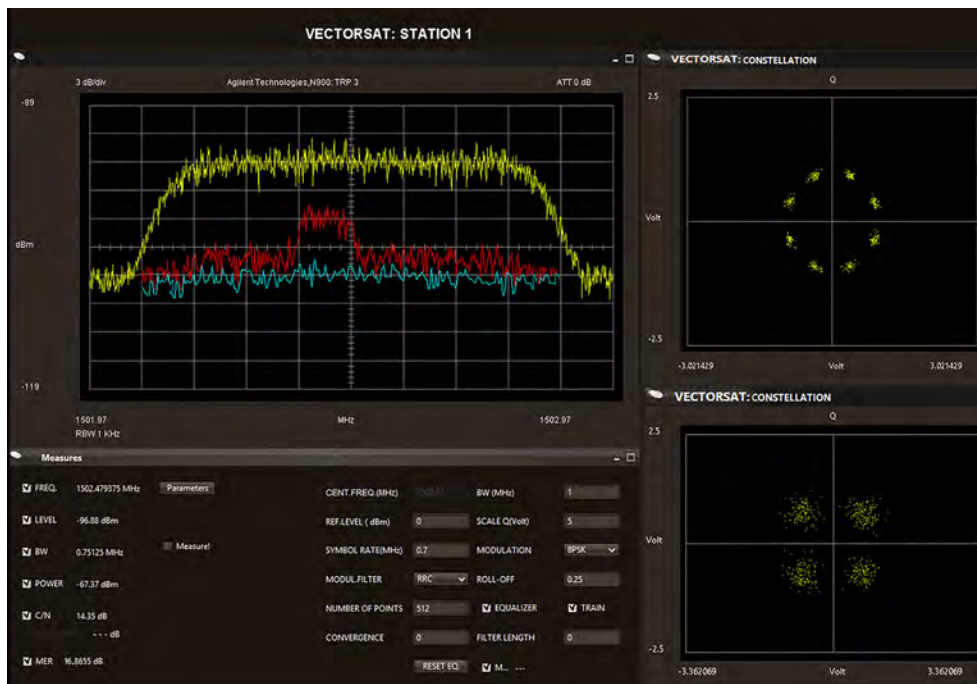 VECTORSAT: STATION 1
3 dB/div Agilent Technologies,N900: TRP 3 ATT 0 dB
-99
dBm
-119
1501.97 MHz 1502.97
RBW 1 KHz
VECTORSAT: CONSTELLATION
Q
2.5
Volt
-2.5
-3.021429 Volt 3.021429
VECTORSAT: CONSTELLATION
Q
2.5
Volt
-2.5
-3.362069 Volt 3.362069
Measures
FREQ. 1502.479375 MHz Parameters
LEVEL -96.88 dBm
BW 0.75125 MHz Measure!
POWER -67.37 dBm
C/N 14.35 dB
--- dB
MER 16.8655 dB
CENT.FREQ.(MHz) BW (MHz) 1
REF.LEVEL ( dBm) 0 SCALE Q(Volt) 5
SYMBOL RATE(MHz) 0.7 MODULATION 8PSK
MODUL.FILTER RRC ROLL-OFF 0.25
NUMBER OF POINTS 512 EQUALIZER TRAIN
CONVERGENCE 0 FILTER LENGTH 0
RESET EQ. M... ---